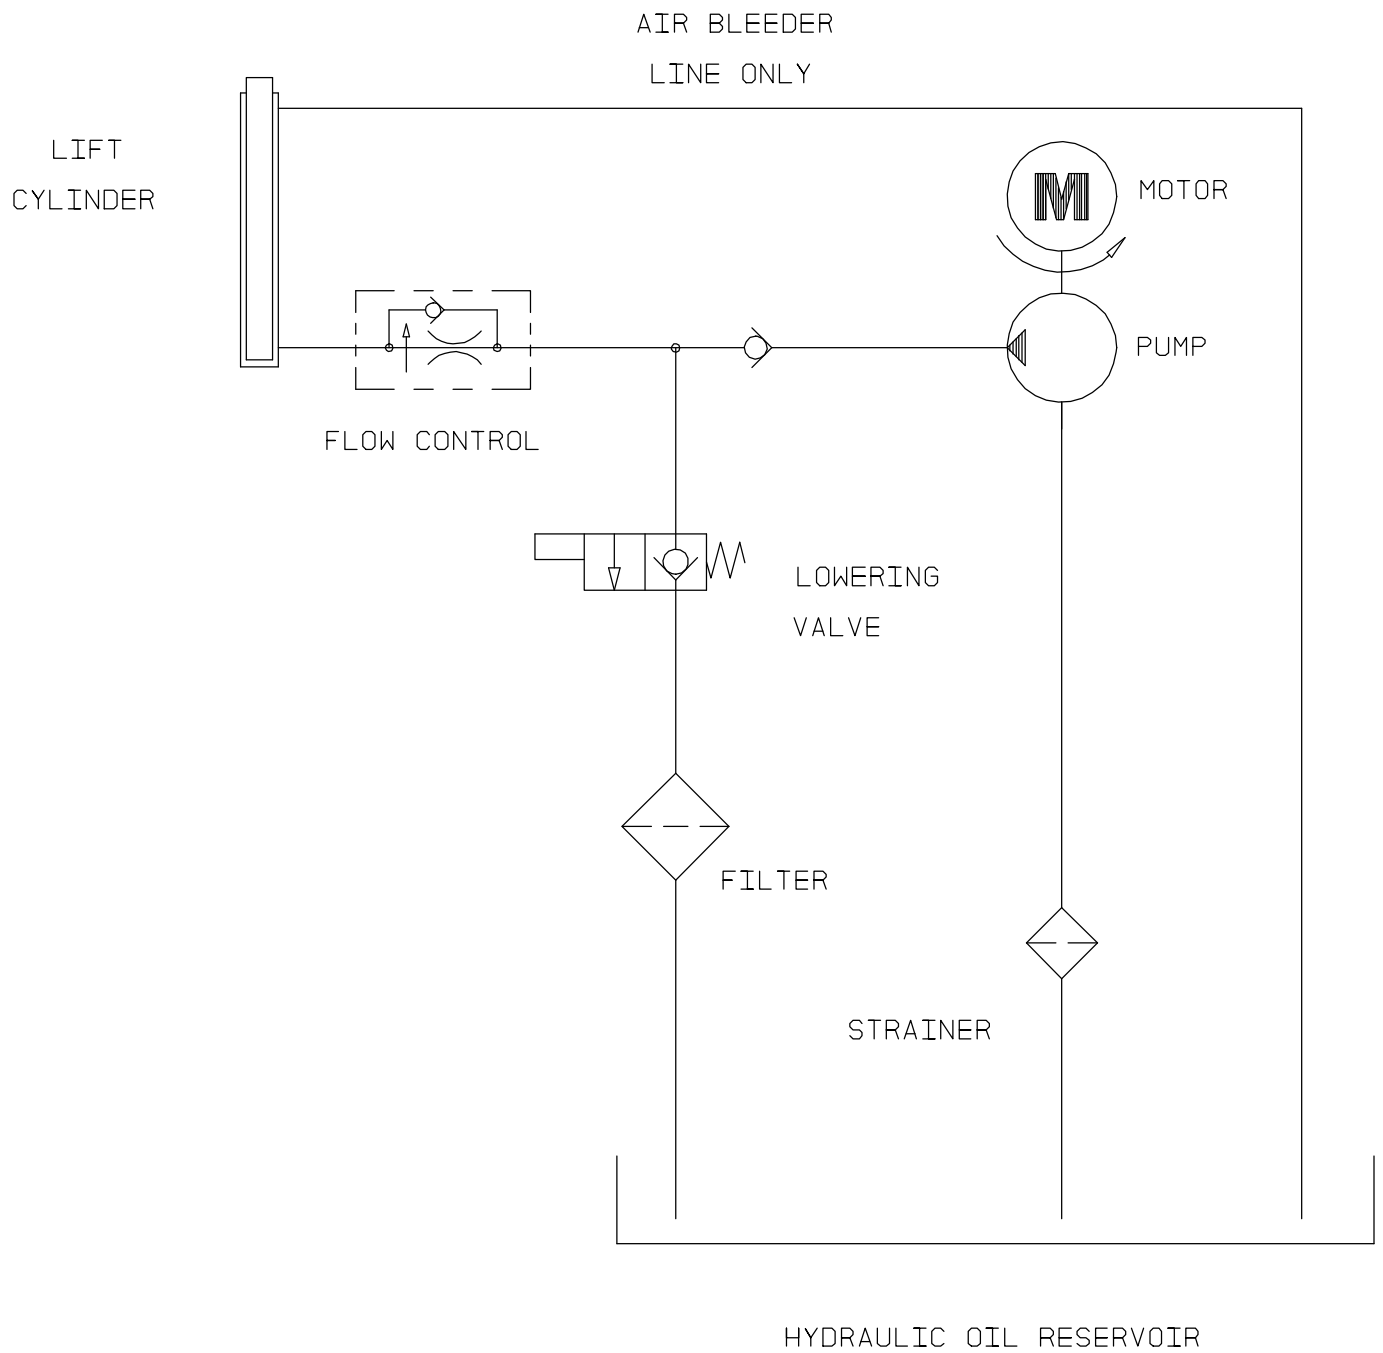 AIR BLEEDER
LINE ONLY
LIFT
CYLINDER
M
MOTOR
PUMP
FLOW CONTROL
LOWERING
VALVE
FILTER
STRAINER
HYDRAULIC OIL RESERVOIR